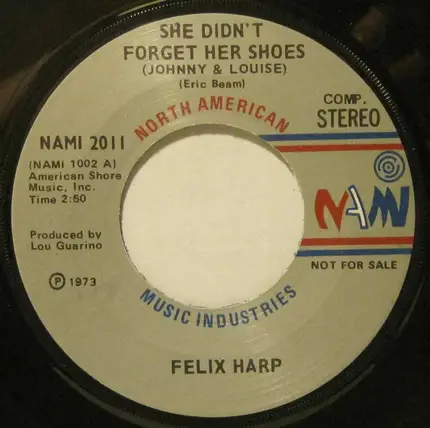 SHE DIDN'T
FORGET HER SHOES
(JOHNNY & LOUISE)
(Eric Beam)
NORTH AMERICAN
COMP.
STEREO
NAMI 2011
(NAMI 1002 A)
American Shore
Music, Inc.
Time 2:50
NAMI
Produced by
Lou Guarino
NOT FOR SALE
Ⓟ 1973
MUSIC INDUSTRIES
FELIX HARP